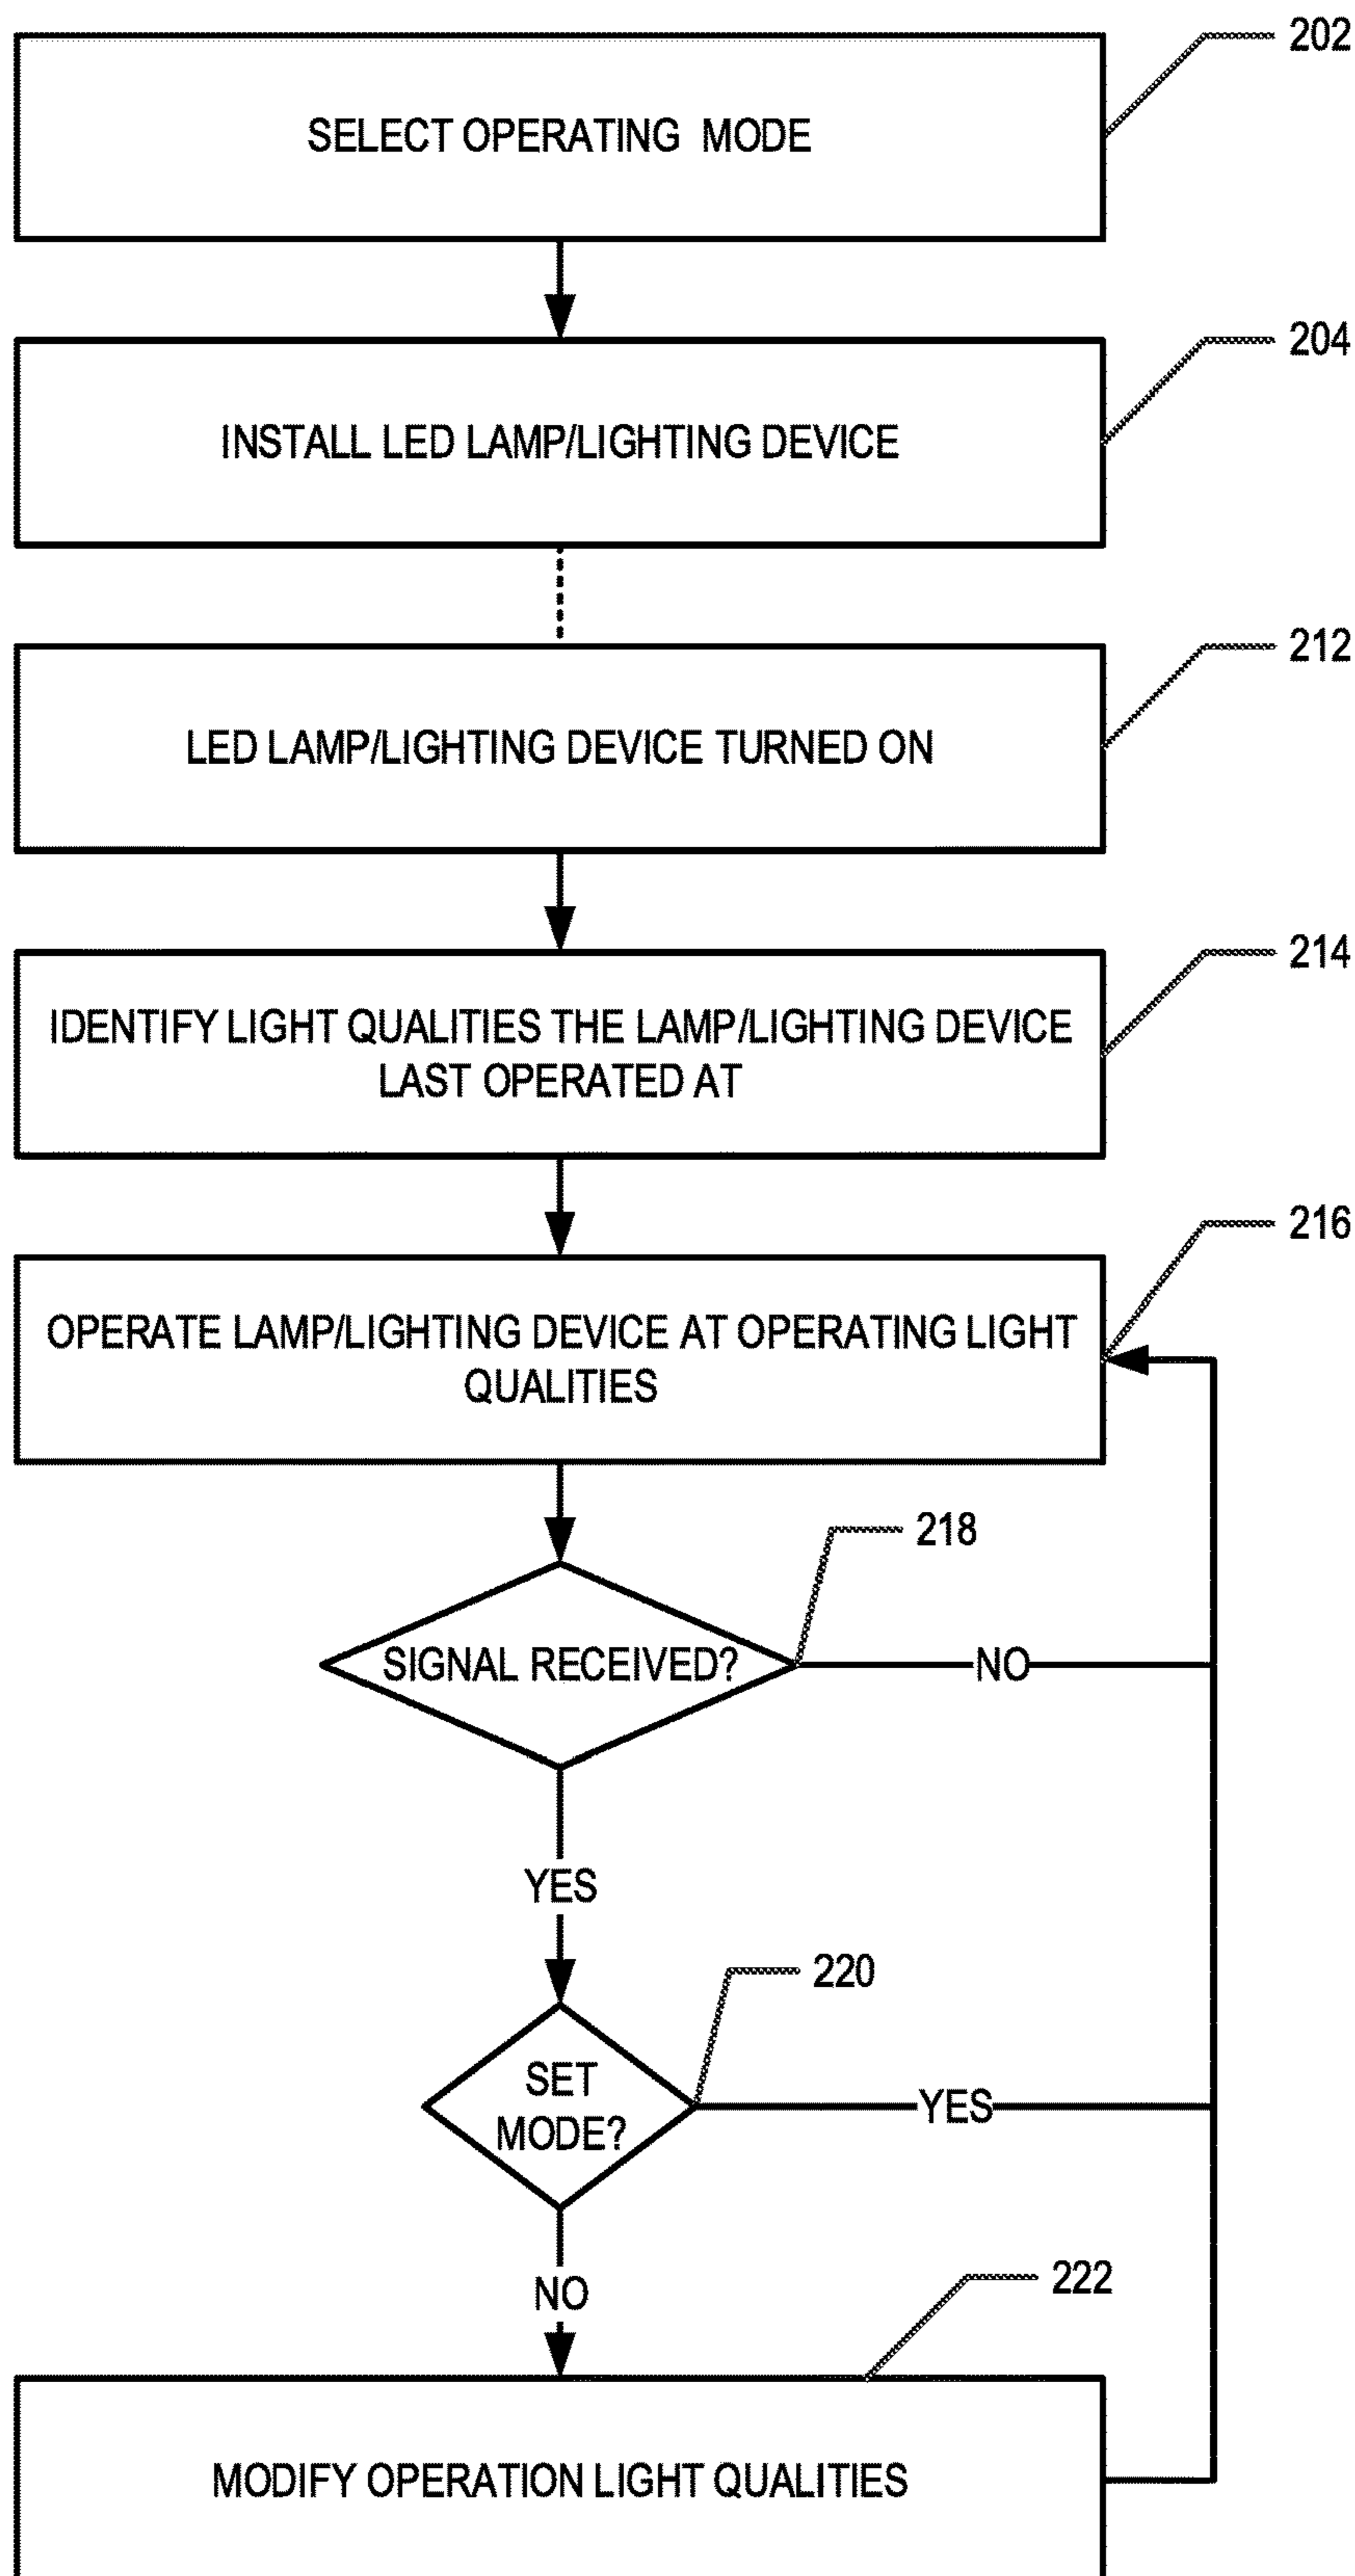 202
SELECT OPERATING MODE
204
INSTALL LED LAMP/LIGHTING DEVICE
212
LED LAMP/LIGHTING DEVICE TURNED ON
214
IDENTIFY LIGHT QUALITIES THE LAMP/LIGHTING DEVICE
LAST OPERATED AT
216
OPERATE LAMP/LIGHTING DEVICE AT OPERATING LIGHT
QUALITIES
218
SIGNAL RECEIVED?
NO
YES
220
SET
MODE?
YES
NO
222
MODIFY OPERATION LIGHT QUALITIES